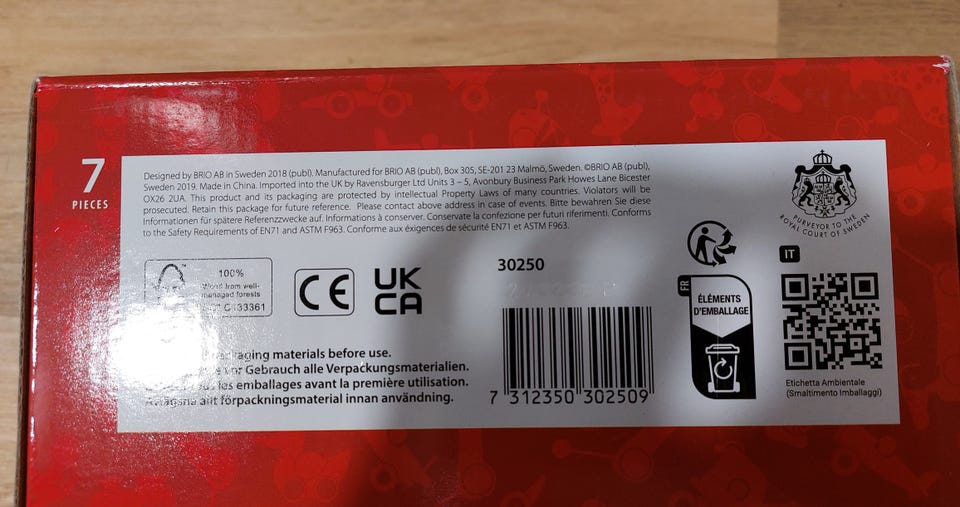 7
PIECES
Designed by BRIO AB in Sweden 2018 (publ). Manufactured for BRIO AB (publ), Box 305, SE-201 23 Malmö, Sweden. ©BRIO AB (publ),
Sweden 2019. Made in China. Imported into the UK by Ravensburger Ltd Units 3 – 5, Avonbury Business Park Howes Lane Bicester
OX26 2UA. This product and its packaging are protected by intellectual Property Laws of many countries. Violators will be
prosecuted. Retain this package for future reference. Please contact above address in case of events. Bitte bewahren Sie diese
Informationen für spätere Referenzzwecke auf. Informations à conserver. Conservate la confezione per futuri riferimenti. Conforms
to the Safety Requirements of EN71 and ASTM F963. Conforme aux éxigences de sécurité EN71 et ASTM F963.
PURVEYOR TO THE
ROYAL COURT OF SWEDEN
100%
Wood from well-
managed forests
C133361
CE
UK
CA
30250
FR
ÉLÉMENTS
D'EMBALLAGE
IT
Etichetta Ambientale
(Smaltimento Imballaggi)
materials before use.
vor Gebrauch alle Verpackungsmaterialien.
les emballages avant la première utilisation.
allt förpackningsmaterial innan användning.
7 312350 302509